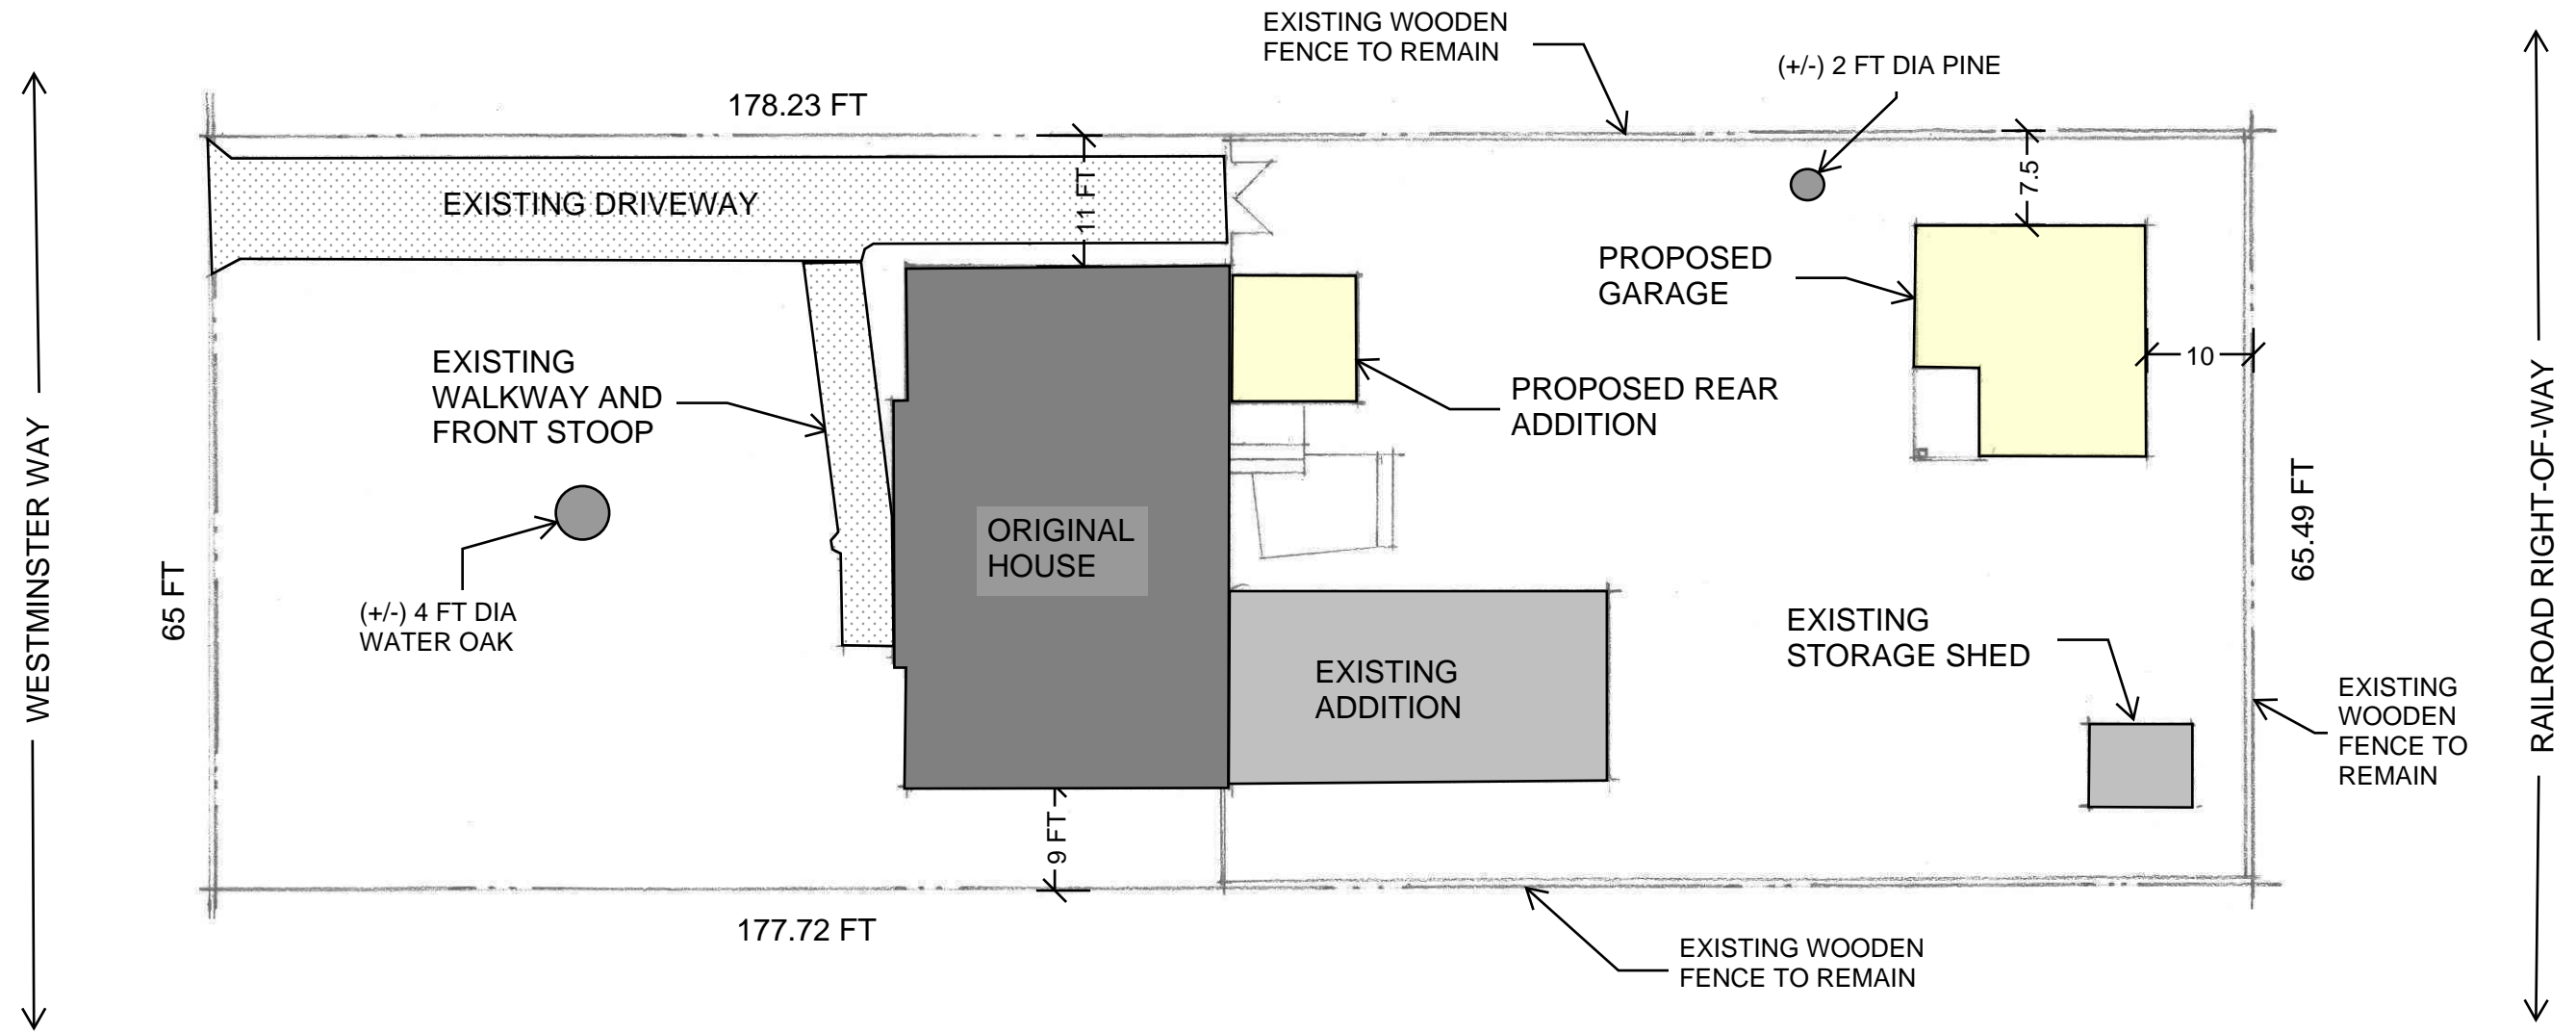 EXISTING WOODEN
FENCE TO REMAIN
(+/-) 2 FT DIA PINE
178.23 FT
EXISTING DRIVEWAY
11 FT
7.5
PROPOSED
GARAGE
EXISTING
WALKWAY AND
FRONT STOOP
PROPOSED REAR
ADDITION
10
WESTMINSTER WAY
65 FT
(+/-) 4 FT DIA
WATER OAK
ORIGINAL
HOUSE
65.49 FT
RAILROAD RIGHT-OF-WAY
EXISTING
ADDITION
EXISTING
STORAGE SHED
EXISTING
WOODEN
FENCE TO
REMAIN
9 FT
177.72 FT
EXISTING WOODEN
FENCE TO REMAIN